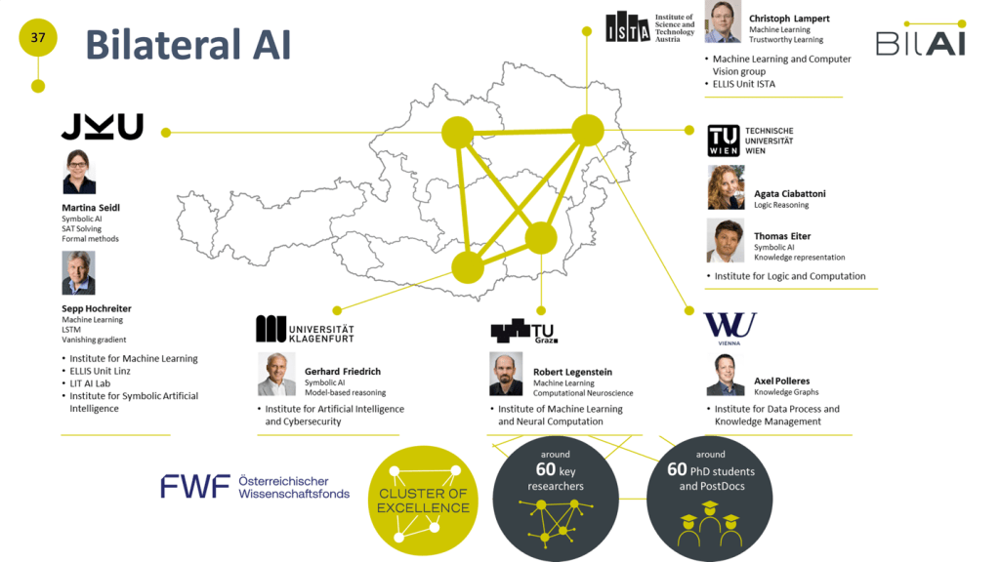 37
Bilateral AI
ISTA
Institute of
Science and
Technology
Austria
Christoph Lampert
Machine Learning
Trustworthy Learning
• Machine Learning and Computer
Vision group
• ELLIS Unit ISTA
BILAI
JKU
Martina Seidl
Symbolic AI
SAT Solving
Formal methods
Sepp Hochreiter
Machine Learning
LSTM
Vanishing gradient
• Institute for Machine Learning
• ELLIS Unit Linz
• LIT AI Lab
• Institute for Symbolic Artificial
Intelligence
TU
WIEN
TECHNISCHE
UNIVERSITÄT
WIEN
Agata Ciabattoni
Logic Reasoning
Thomas Eiter
Symbolic AI
Knowledge representation
• Institute for Logic and Computation
UNIVERSITÄT
KLAGENFURT
Gerhard Friedrich
Symbolic AI
Model-based reasoning
• Institute for Artificial Intelligence
and Cybersecurity
TU
Graz
Robert Legenstein
Machine Learning
Computational Neuroscience
• Institute of Machine Learning
and Neural Computation
WU
VIENNA
Axel Polleres
Knowledge Graphs
• Institute for Data Process and
Knowledge Management
FWF
Österreichischer
Wissenschaftsfonds
CLUSTER OF
EXCELLENCE
around
60 key
researchers
around
60 PhD students
and PostDocs